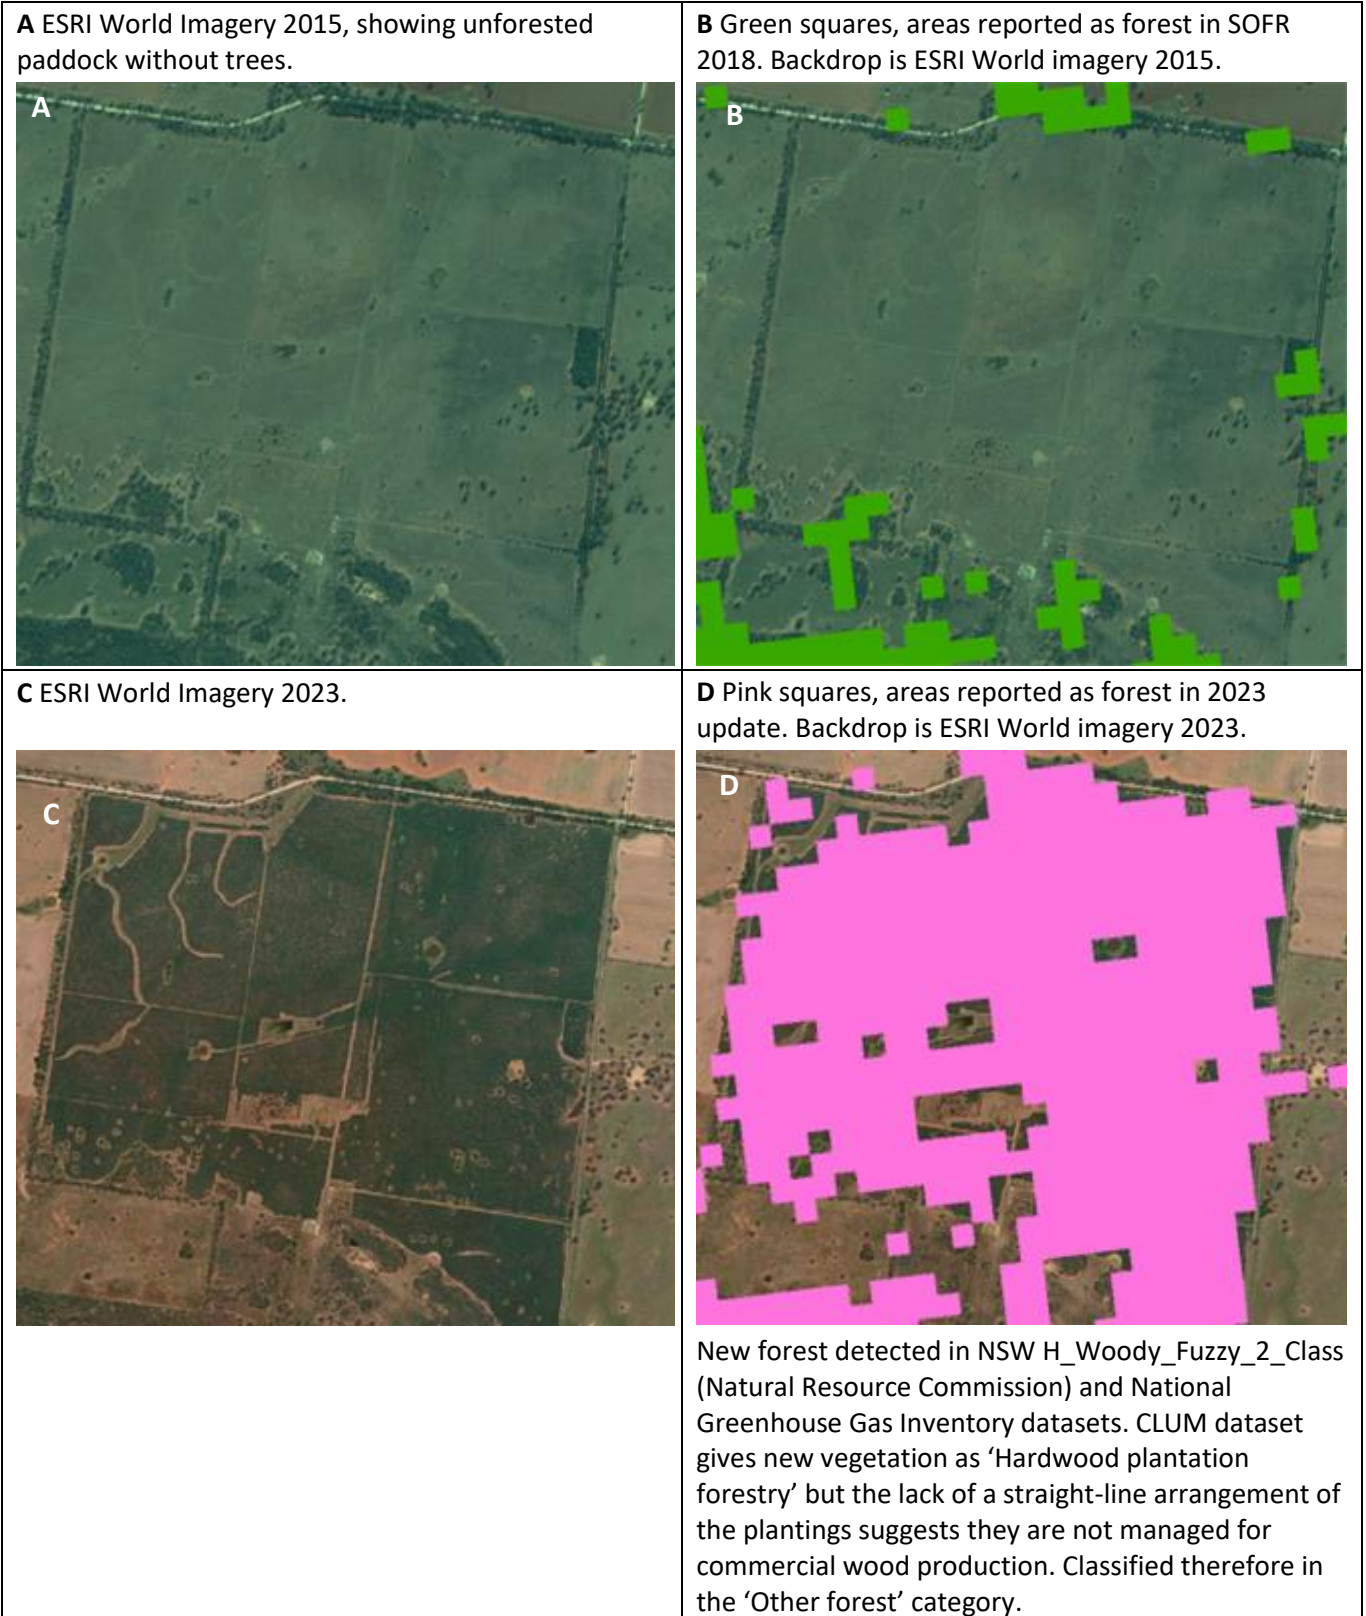 A ESRI World Imagery 2015, showing unforested
paddock without trees.
A
B Green squares, areas reported as forest in SOFR
2018. Backdrop is ESRI World imagery 2015.
B
C ESRI World Imagery 2023.
C
D Pink squares, areas reported as forest in 2023
update. Backdrop is ESRI World imagery 2023.
D
New forest detected in NSW H_Woody_Fuzzy_2_Class
(Natural Resource Commission) and National
Greenhouse Gas Inventory datasets. CLUM dataset
gives new vegetation as ‘Hardwood plantation
forestry’ but the lack of a straight-line arrangement of
the plantings suggests they are not managed for
commercial wood production. Classified therefore in
the ‘Other forest’ category.